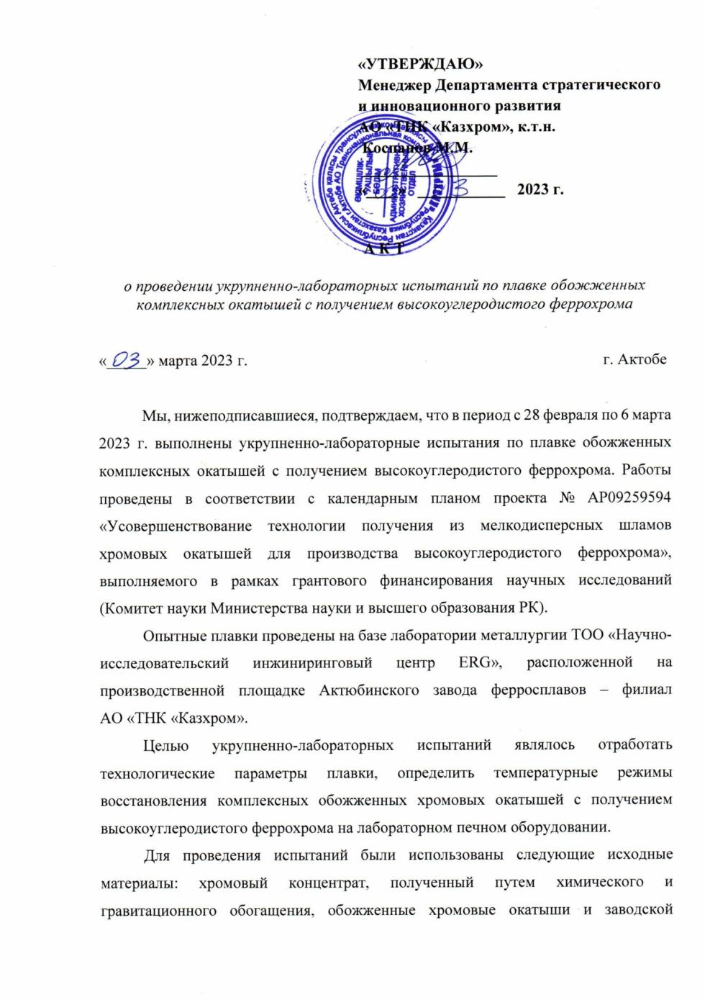 «УТВЕРЖДАЮ»
Менеджер Департамента стратегического
и инновационного развития
АО «ТНК «Казхром», к.т.н.
Коспанов М.М.
2023 г.
ӘКІМШІЛІК-
БӨЛІМ
АДМИНИСТРАТИВНО-
ХОЗЯЙСТВЕННЫЙ
ОТДЕЛ
А К Т
о проведении укрупненно-лабораторных испытаний по плавке обожженных
комплексных окатышей с получением высокоуглеродистого феррохрома
«03» марта 2023 г.
г. Актобе
Мы, нижеподписавшиеся, подтверждаем, что в период с 28 февраля по 6 марта
2023 г. выполнены укрупненно-лабораторные испытания по плавке обожженных
комплексных окатышей с получением высокоуглеродистого феррохрома. Работы
проведены в соответствии с календарным планом проекта № АР09259594
«Усовершенствование технологии получения из мелкодисперсных шламов
хромовых окатышей для производства высокоуглеродистого феррохрома»,
выполняемого в рамках грантового финансирования научных исследований
(Комитет науки Министерства науки и высшего образования РК).
Опытные плавки проведены на базе лаборатории металлургии ТОО «Научно-
исследовательский инжиниринговый центр ERG», расположенной на
производственной площадке Актюбинского завода ферросплавов – филиал
АО «ТНК «Казхром».
Целью укрупненно-лабораторных испытаний являлось отработать
технологические параметры плавки, определить температурные режимы
восстановления комплексных обожженных хромовых окатышей с получением
высокоуглеродистого феррохрома на лабораторном печном оборудовании.
Для проведения испытаний были использованы следующие исходные
материалы: хромовый концентрат, полученный путем химического и
гравитационного обогащения, обожженные хромовые окатыши и заводской